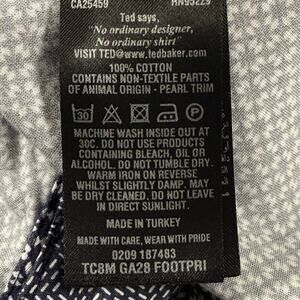 CA25459 RN95229
Ted says,
"No ordinary designer,
No ordinary shirt"
VISIT TED@www.tedbaker.com
100% COTTON
CONTAINS NON-TEXTILE PARTS
OF ANIMAL ORIGIN - PEARL TRIM
30
MACHINE WASH INSIDE OUT AT
30C. DO NOT USE PRODUCTS
CONTAINING BLEACH, OIL OR
ALCOHOL. DO NOT TUMBLE DRY.
WARM IRON ON REVERSE
WHILST SLIGHTLY DAMP. MAY
BE DRY CLEANED. DO NOT LEAVE
IN DIRECT SUNLIGHT.
MADE IN TURKEY
MADE WITH CARE, WEAR WITH PRIDE
0209 187483
TC8M GA28 FOOTPRI